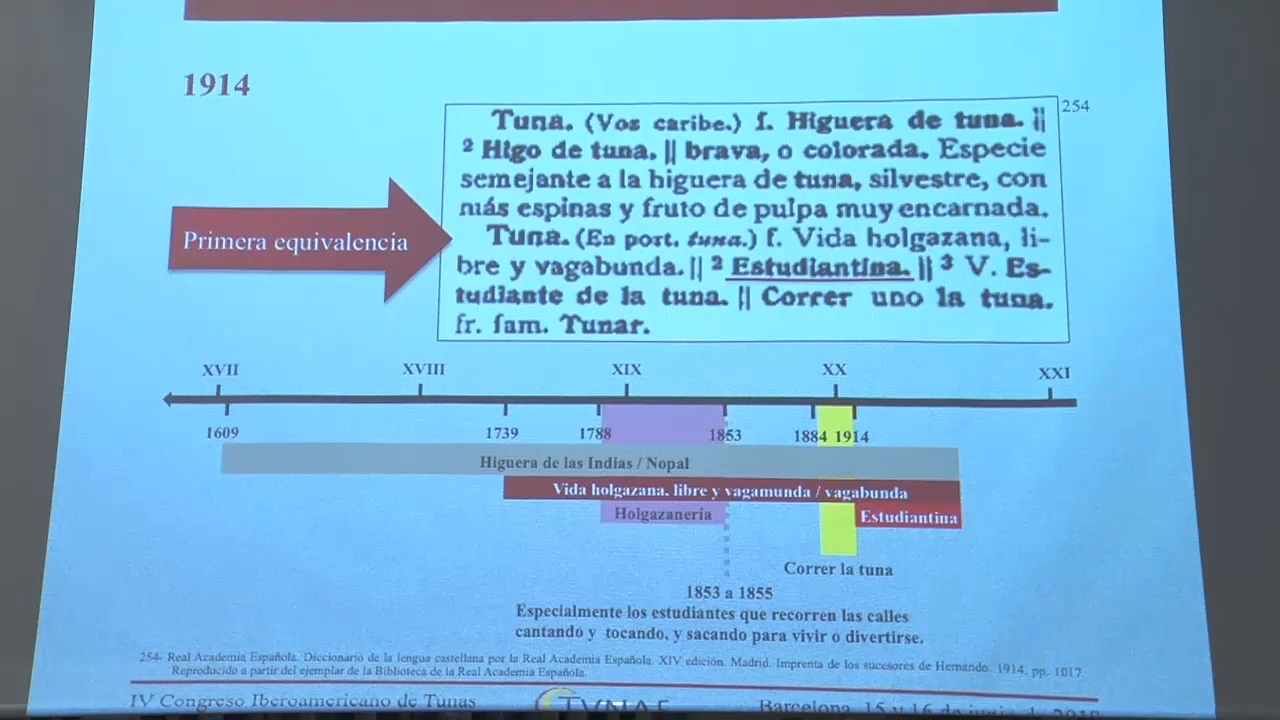 1914
254
Tuna. (Voz caribe.) f. Higuera de tuna. ||
2 Higo de tuna. || brava, o colorada. Especie
semejante a la higuera de tuna, silvestre, con
más espinas y fruto de pulpa muy encarnada.
Tuna. (En port. tuna.) f. Vida holgazana, li-
bre y vagabunda. || 2 Estudiantina. || 3 V. Es-
tudiante de la tuna. || Correr uno la tuna.
fr. fam. Tunar.
Primera equivalencia
XVII XVIII XIX XX XXI
1609 1739 1788 1853 1884 1914
Higuera de las Indias / Nopal
Vida holgazana, libre y vagamunda / vagabunda
Holgazanería
Estudiantina
Correr la tuna
1853 a 1855
Especialmente los estudiantes que recorren las calles
cantando y tocando, y sacando para vivir o divertirse.
254- Real Academia Española. Diccionario de la lengua castellana por la Real Academia Española. XIV edición. Madrid. Imprenta de los sucesores de Hernando. 1914. pp. 1017
Reproducido a partir del ejemplar de la Biblioteca de la Real Academia Española.
IV Congreso Iberoamericano de Tunas
TVNAE
Barcelona, 15 y 16 de junio de